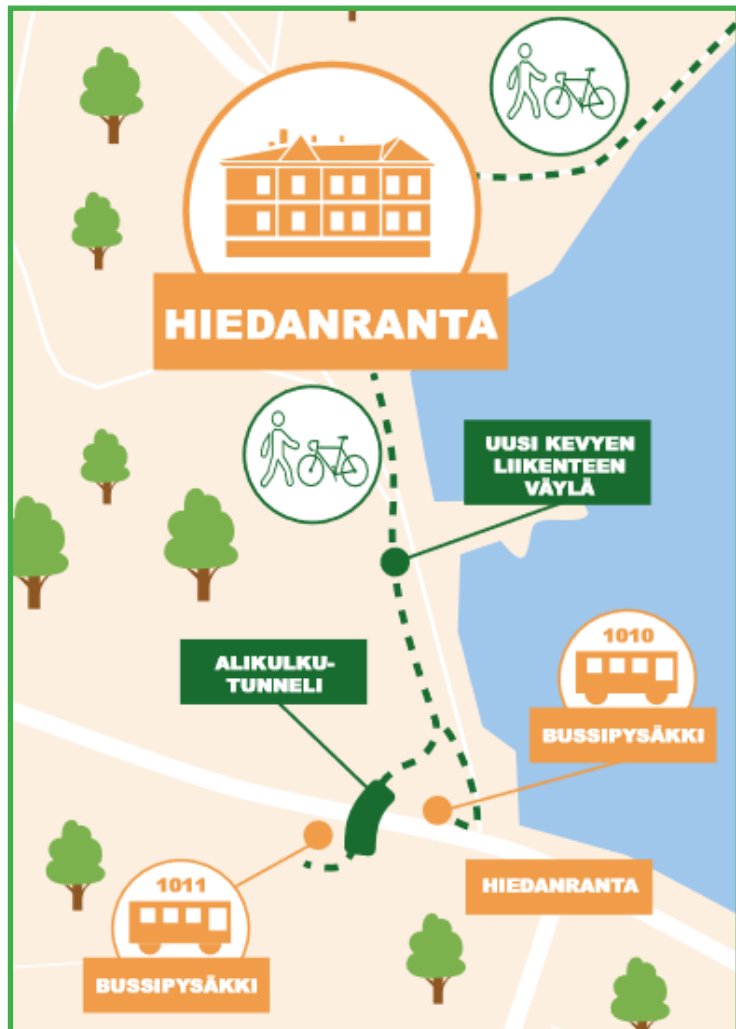 HIEDANRANTA
UUSI KEVYEN
LIIKENTEEN
VÄYLÄ
1010
BUSSIPYSÄKKI
ALIKULKU-
TUNNELI
HIEDANRANTA
1011
BUSSIPYSÄKKI